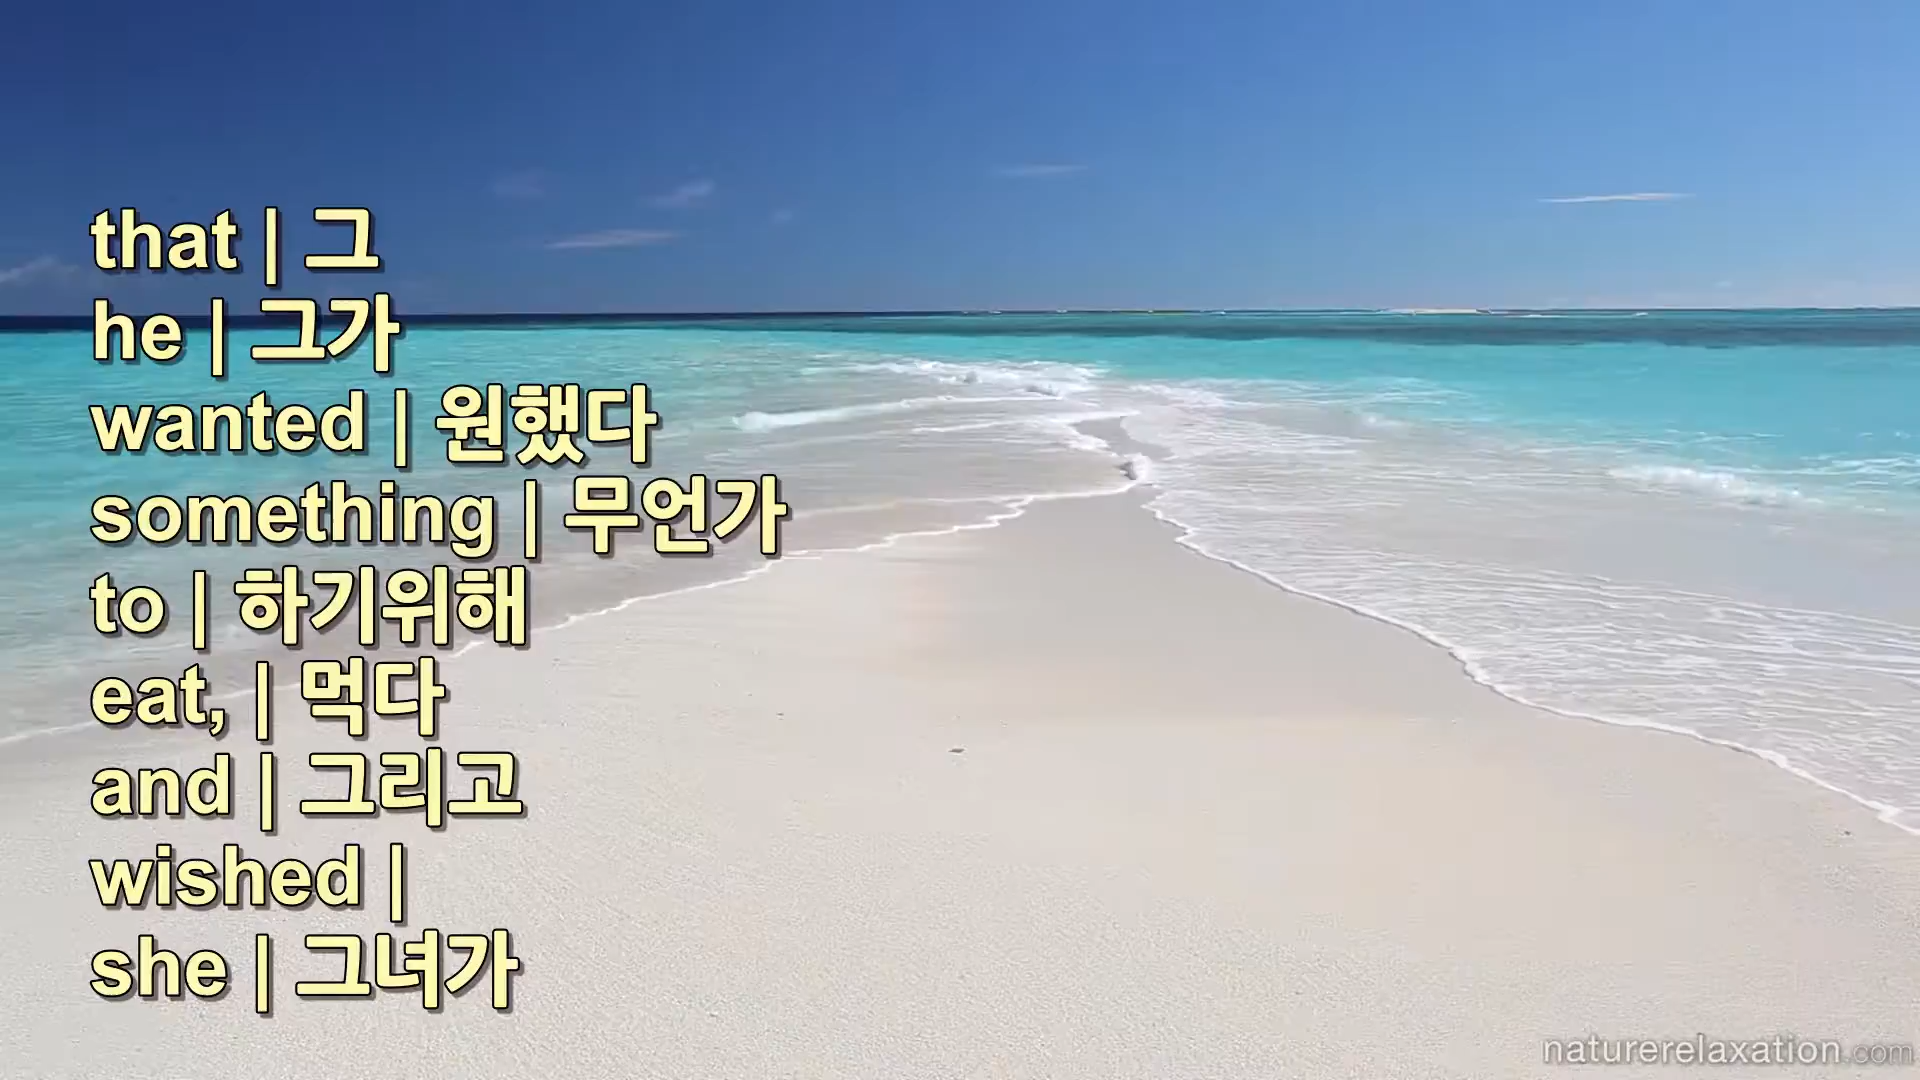 that | 그
he | 그가
wanted | 원했다
something | 무언가
to | 하기위해
eat, | 먹다
and | 그리고
wished |
she | 그녀가
naturerelaxation.com